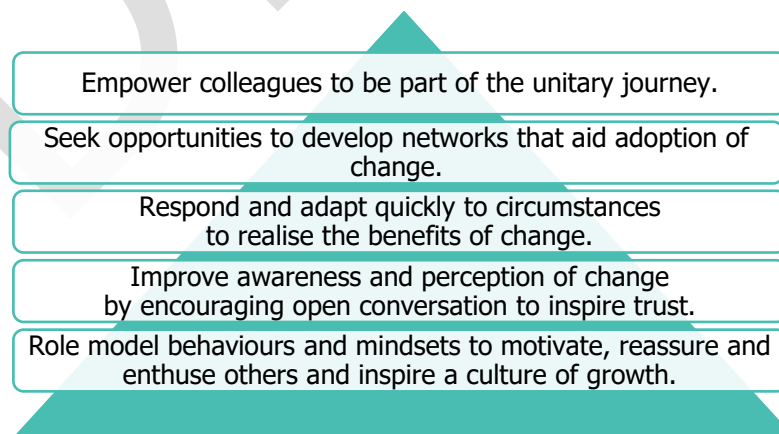 Empower colleagues to be part of the unitary journey.
Seek opportunities to develop networks that aid adoption of
change.
Respond and adapt quickly to circumstances
to realise the benefits of change.
Improve awareness and perception of change
by encouraging open conversation to inspire trust.
Role model behaviours and mindsets to motivate, reassure and
enthuse others and inspire a culture of growth.